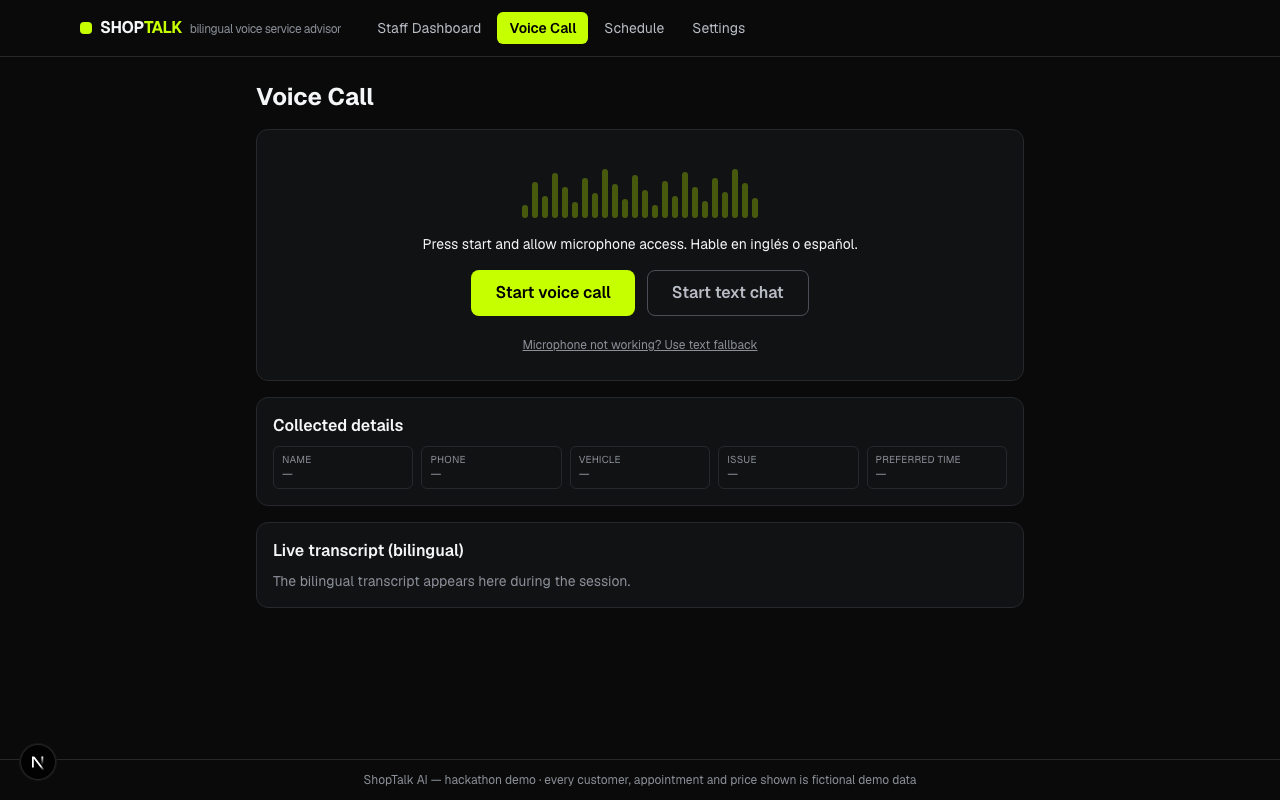 SHOPTALK bilingual voice service advisor Staff Dashboard Voice Call Schedule Settings
Voice Call
Press start and allow microphone access. Hable en inglés o español.
Start voice call Start text chat
Microphone not working? Use text fallback
Collected details
NAME PHONE VEHICLE ISSUE PREFERRED TIME
— — — — —
Live transcript (bilingual)
The bilingual transcript appears here during the session.
N
ShopTalk AI — hackathon demo · every customer, appointment and price shown is fictional demo data